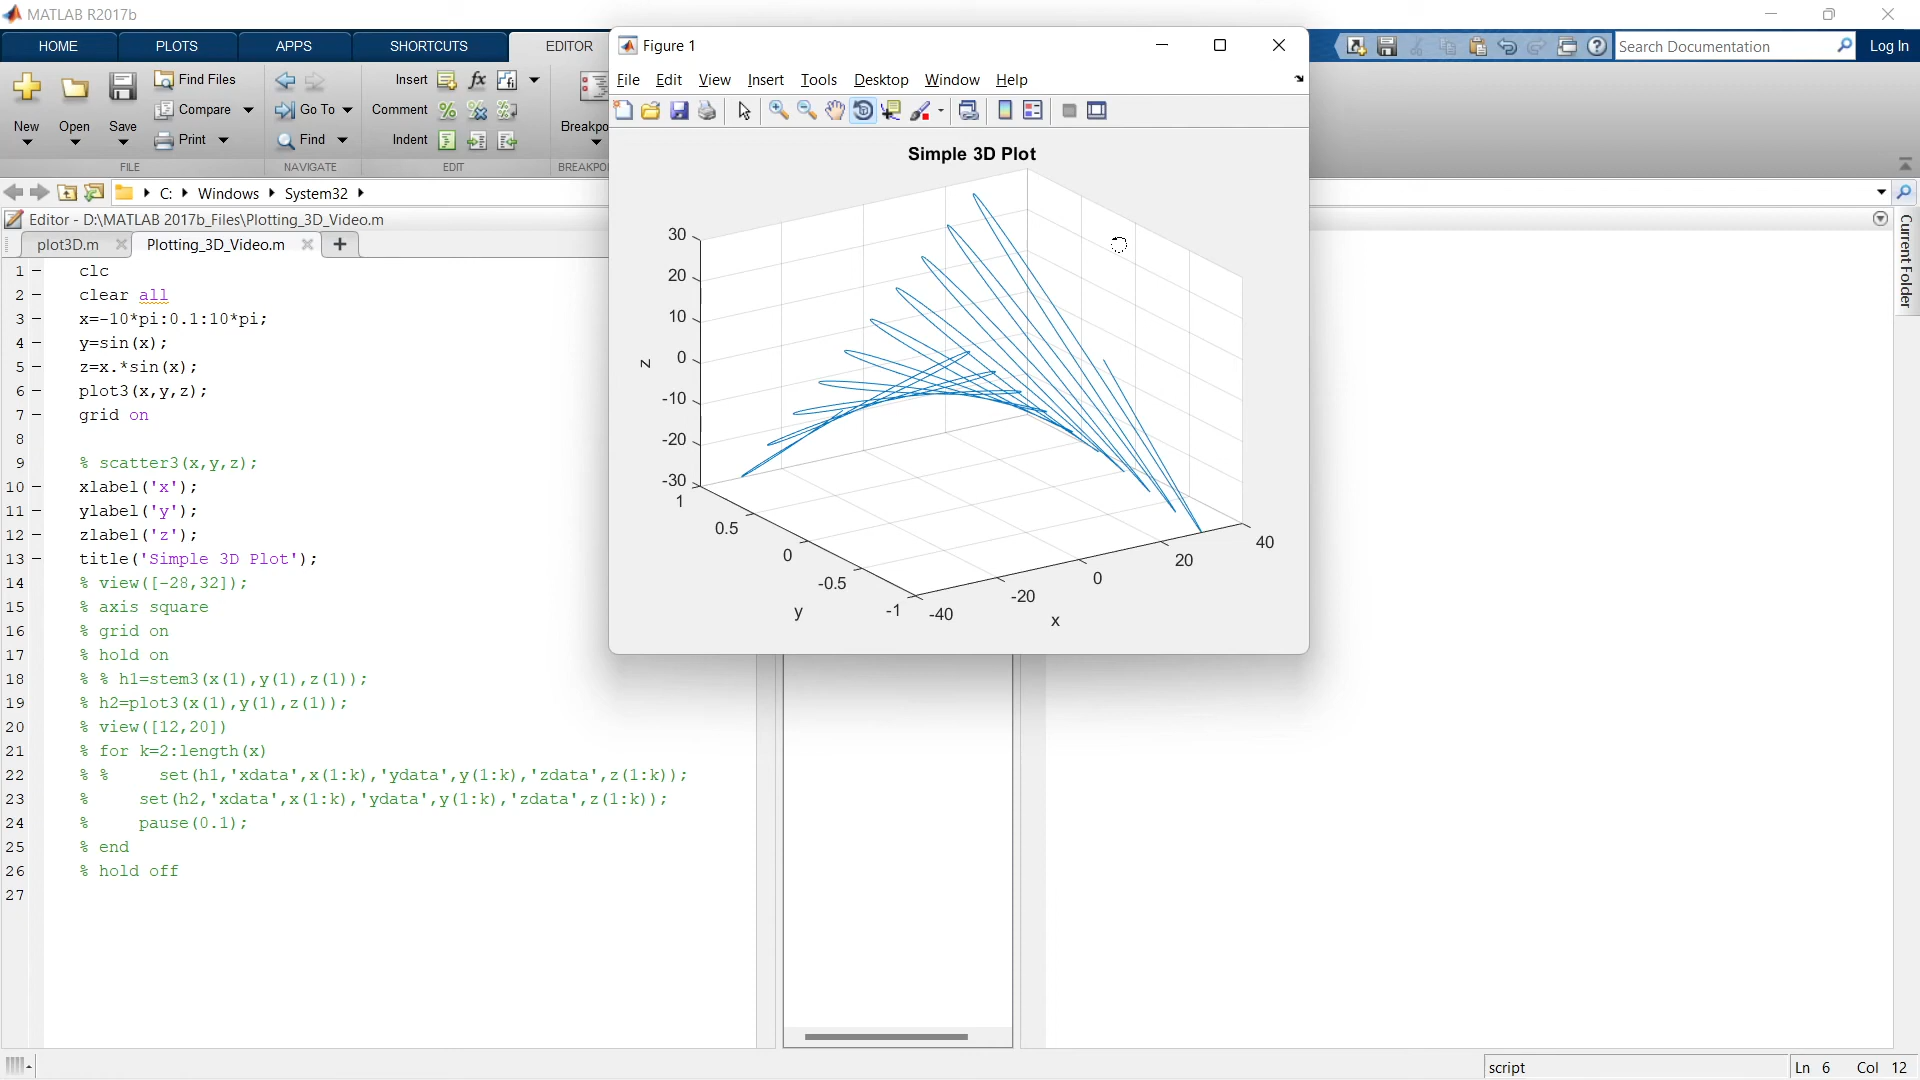 MATLAB R2017b
HOME PLOTS APPS SHORTCUTS EDITOR
Search Documentation Log In
New Open Save
Find Files
Compare
Print
Go To
Find
Insert
Comment
Indent
Breakpo
FILE NAVIGATE EDIT BREAKPO
C: Windows System32
Editor - D:\MATLAB 2017b_Files\Plotting_3D_Video.m
plot3D.m Plotting_3D_Video.m
1 clc
2 clear all
3 x=-10*pi:0.1:10*pi;
4 y=sin(x);
5 z=x.*sin(x);
6 plot3(x,y,z);
7 grid on
8
9 % scatter3(x,y,z);
10 xlabel('x');
11 ylabel('y');
12 zlabel('z');
13 title('Simple 3D Plot');
14 % view([-28,32]);
15 % axis square
16 % grid on
17 % hold on
18 % % h1=stem3(x(1),y(1),z(1));
19 % h2=plot3(x(1),y(1),z(1));
20 % view([12,20])
21 % for k=2:length(x)
22 % %     set(h1,'xdata',x(1:k),'ydata',y(1:k),'zdata',z(1:k));
23 %     set(h2,'xdata',x(1:k),'ydata',y(1:k),'zdata',z(1:k));
24 %     pause(0.1);
25 % end
26 % hold off
27
Figure 1
File Edit View Insert Tools Desktop Window Help
Simple 3D Plot
30
20
10
0
-10
-20
-30
z
1
0.5
0
-0.5
-1
y
-40
-20
0
20
40
x
Current Folder
script Ln 6 Col 12